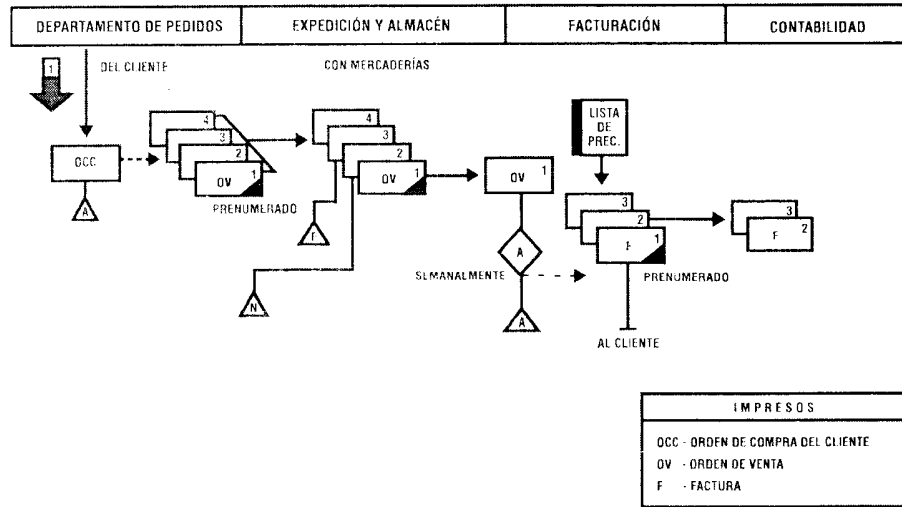 DEPARTAMENTO DE PEDIDOS
EXPEDICIÓN Y ALMACÉN
FACTURACIÓN
CONTABILIDAD
1
DEL CLIENTE
CON MERCADERÍAS
OCC
A
4
3
2
OV 1
PRENUMERADO
4
3
2
OV 1
F
N
OV 1
A
SEMANALMENTE
A
LISTA
DE
PREC.
3
2
F 1
PRENUMERADO
AL CLIENTE
3
F 2
IMPRESOS
OCC - ORDEN DE COMPRA DEL CLIENTE
OV - ORDEN DE VENTA
F - FACTURA